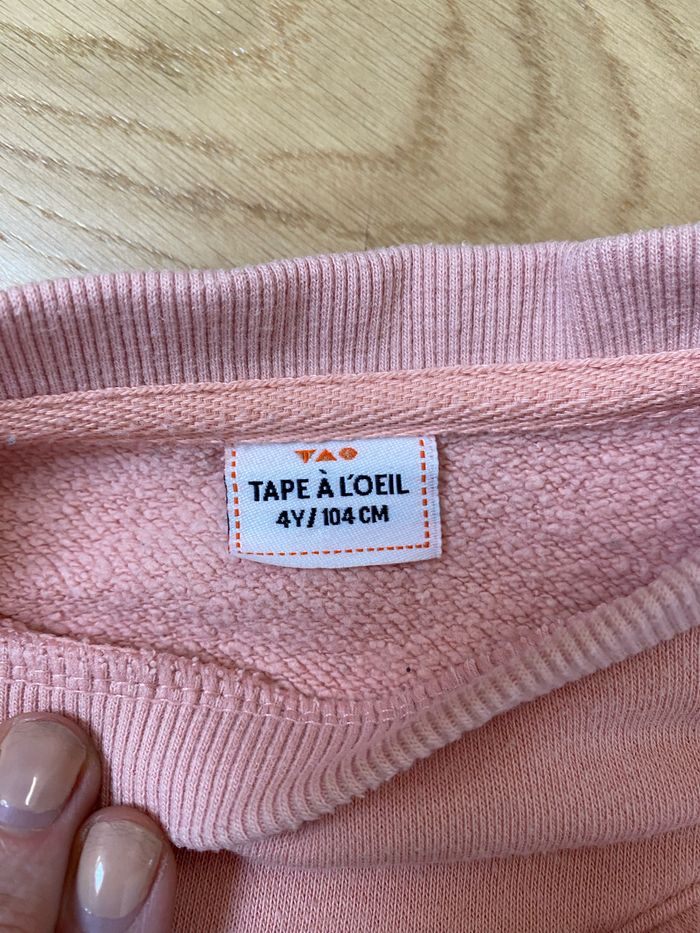 TAO
TAPE À L'OEIL
4Y/104 CM